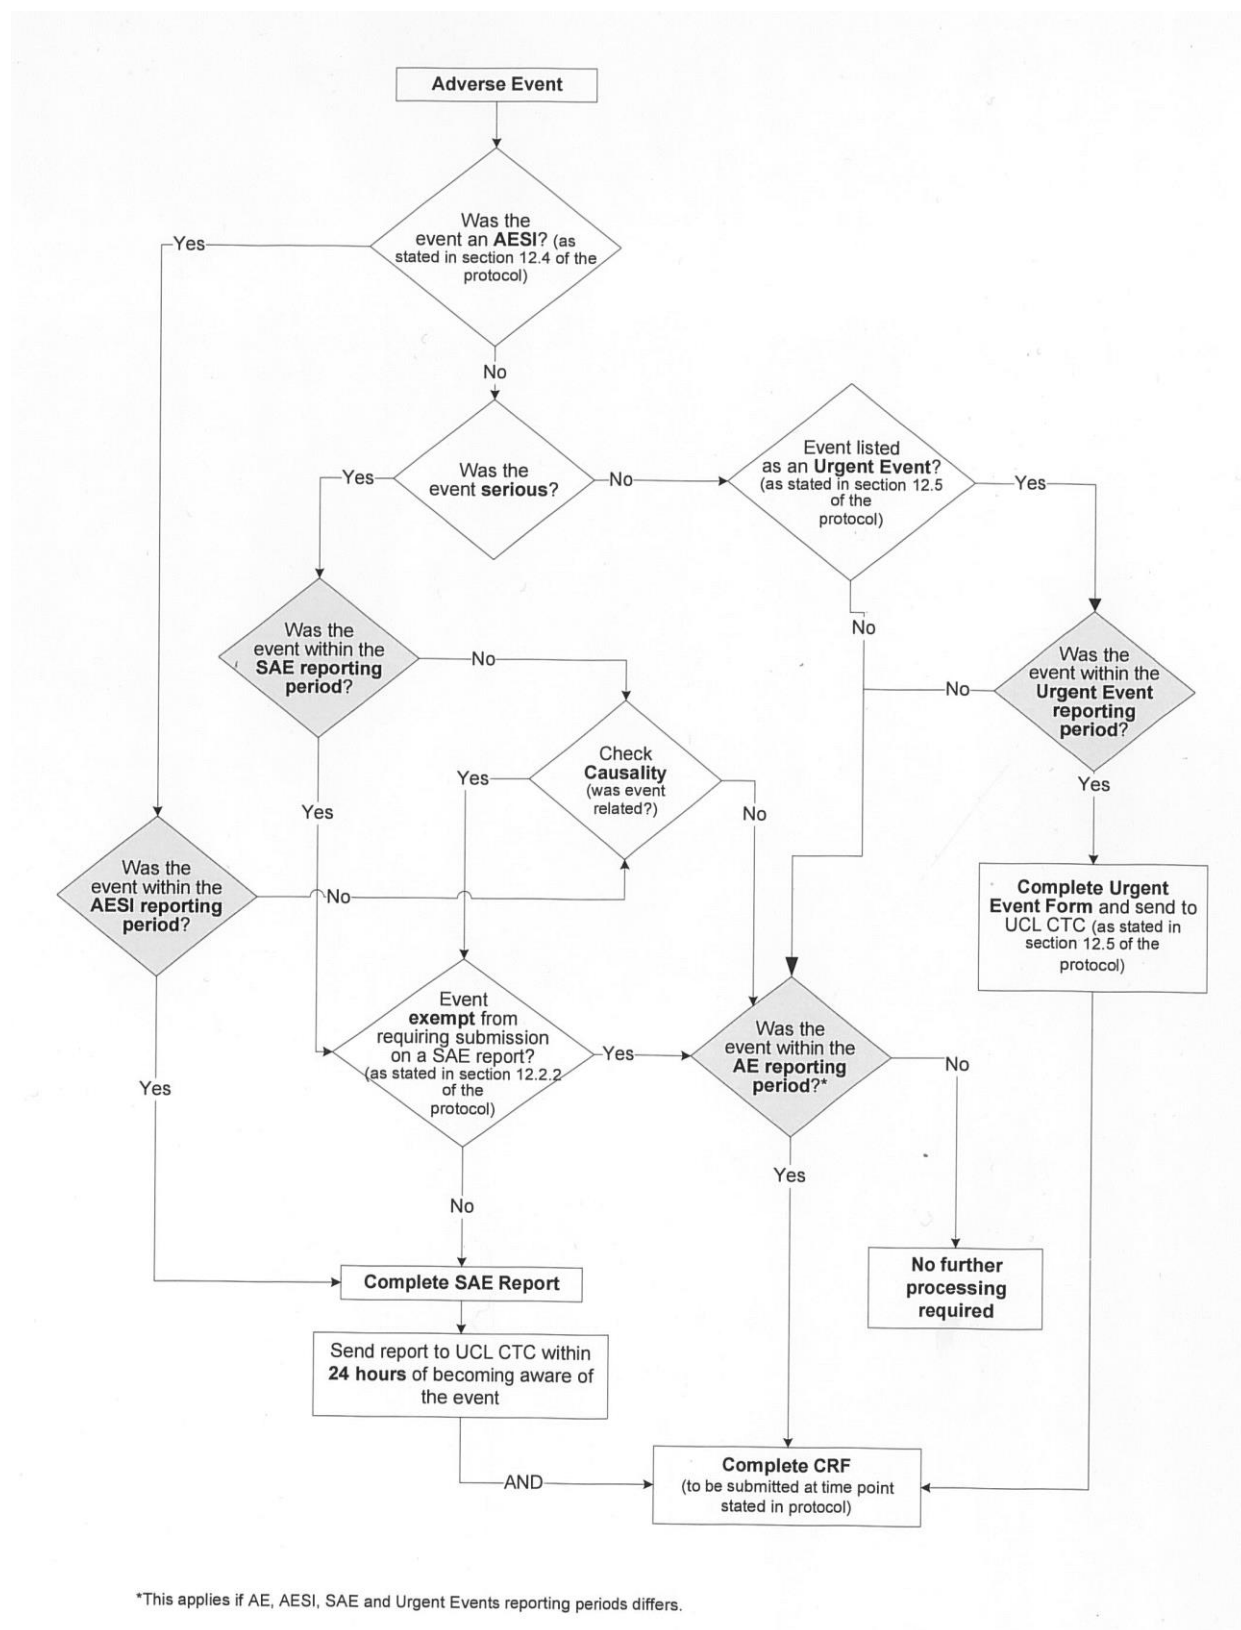 Adverse Event
Was the
event an AESI? (as
stated in section 12.4 of the
protocol)
Yes
No
Was the
event serious?
Yes
No
Event listed
as an Urgent Event?
(as stated in section 12.5
of the
protocol)
Yes
No
Was the
event within the
SAE reporting
period?
No
Yes
Was the
event within the
Urgent Event
reporting
period?
No
Yes
Check
Causality
(was event
related?)
Yes
No
Was the
event within the
AESI reporting
period?
No
Yes
Complete Urgent
Event Form and send to
UCL CTC (as stated in
section 12.5 of the
protocol)
Event
exempt from
requiring submission
on a SAE report?
(as stated in section 12.2.2
of the
protocol)
Yes
No
Was the
event within the
AE reporting
period?*
No
Yes
Complete SAE Report
No further
processing
required
Send report to UCL CTC within
24 hours of becoming aware of
the event
AND
Complete CRF
(to be submitted at time point
stated in protocol)
*This applies if AE, AESI, SAE and Urgent Events reporting periods differs.